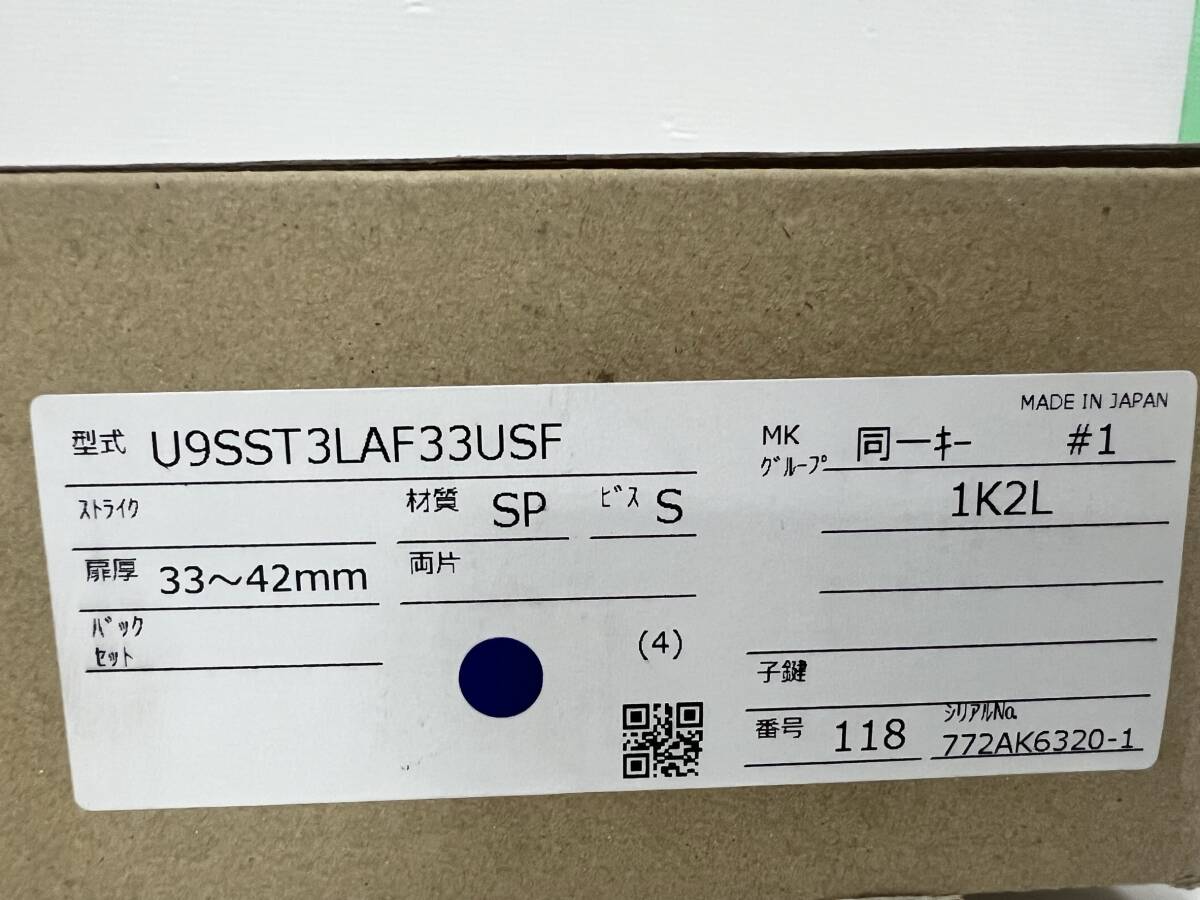 MADE IN JAPAN
型式 U9SST3LAF33USF
MK グループ 同一キー #1
ストライク 材質 SP ビス S
1K2L
扉厚 33～42mm 両片
バック
セット
(4)
子鍵
番号 118 シリアルNo. 772AK6320-1